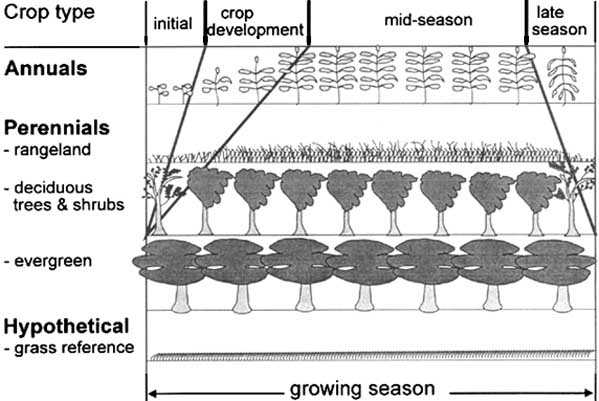 Crop type
initial
crop
development
mid-season
late
season
Annuals
Perennials
- rangeland
- deciduous
trees & shrubs
- evergreen
Hypothetical
- grass reference
growing season